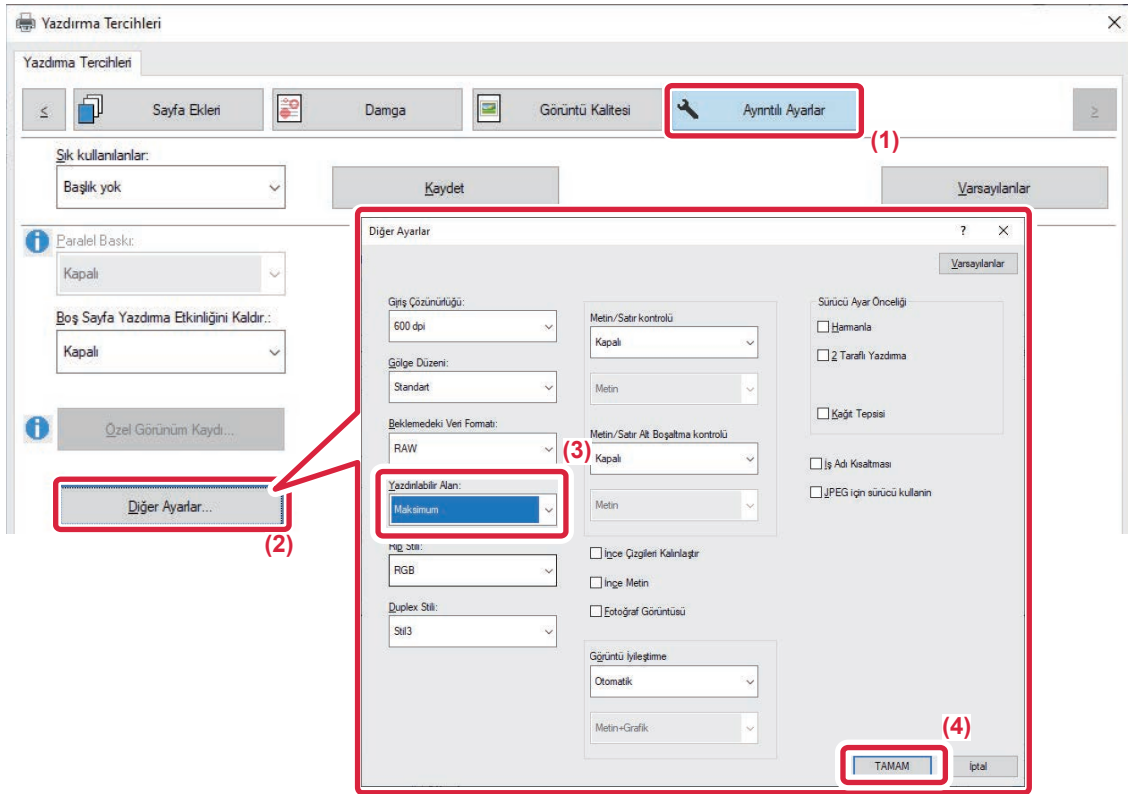 Yazdırma Tercihleri
Yazdırma Tercihleri
<
Sayfa Ekleri
Damga
Görüntü Kalitesi
Ayrıntılı Ayarlar
>
(1)
Sık kullanılanlar:
Başlık yok
Kaydet
Varsayılanlar
Paralel Baskı:
Kapalı
Boş Sayfa Yazdırma Etkinliğini Kaldır.:
Kapalı
Özel Görünüm Kaydı...
Diğer Ayarlar...
(2)
Diğer Ayarlar
?
Varsayılanlar
Giriş Çözünürlüğü:
600 dpi
Gölge Düzeni:
Standart
Beklemedeki Veri Formatı:
RAW
(3)
Yazdırılabilir Alan:
Maksimum
Rip Stili:
RGB
Duplex Stili:
Stil3
Metin/Satır kontrolü
Kapalı
Metin
Metin/Satır Alt Boşaltma kontrolü
Kapalı
Metin
İnce Çizgileri Kalınlaştır
İnce Metin
Fotoğraf Görüntüsü
Görüntü İyileştirme
Otomatik
Metin+Grafik
Sürücü Ayar Önceliği
Harmanla
2 Taraflı Yazdırma
Kağıt Tepsisi
İş Adı Kısaltması
JPEG için sürücü kullanin
(4)
TAMAM
İptal